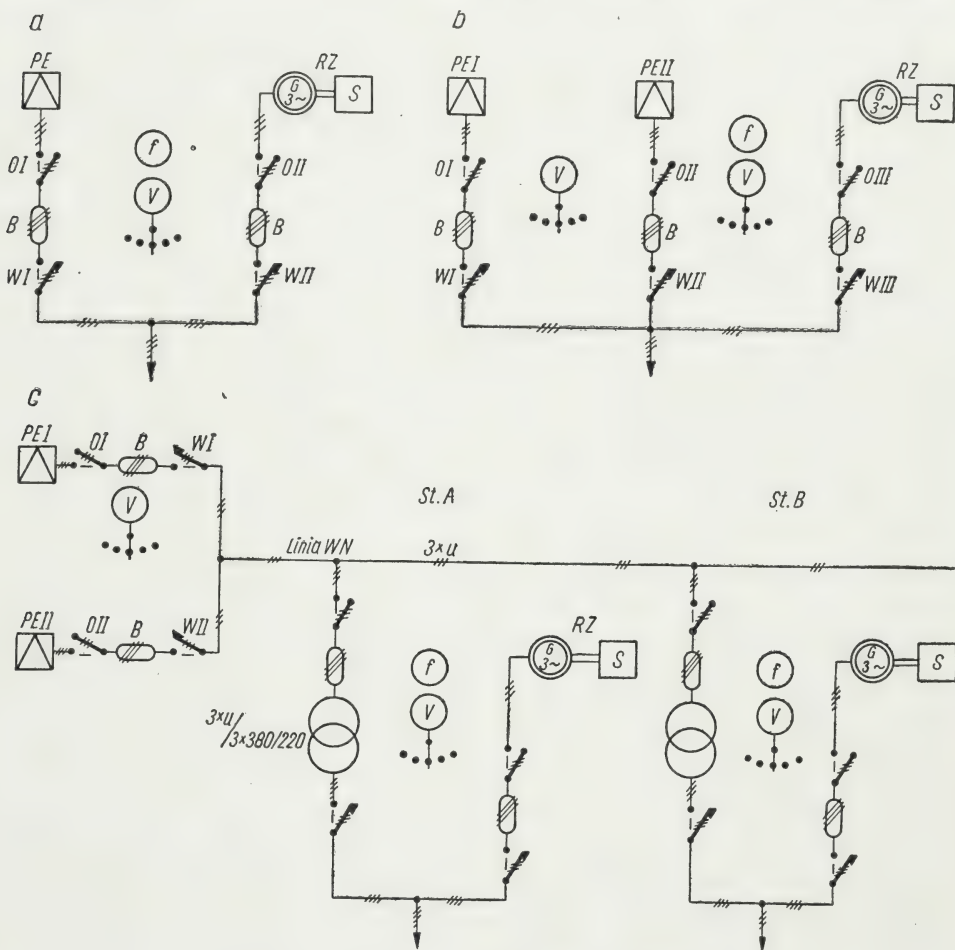 a
PE
RZ
G
3~
S
OI
f
OII
V
B
B
WI
WII
b
PEI
PEII
RZ
G
3~
S
OI
V
OII
f
V
OIII
B
B
B
WI
WII
WIII
c
PEI
OI
B
WI
V
PEII
OII
B
WII
St. A
St. B
Linia WN
3×u
RZ
G
3~
S
f
V
3×u/
/3×380/220
G
3~
S
f
V